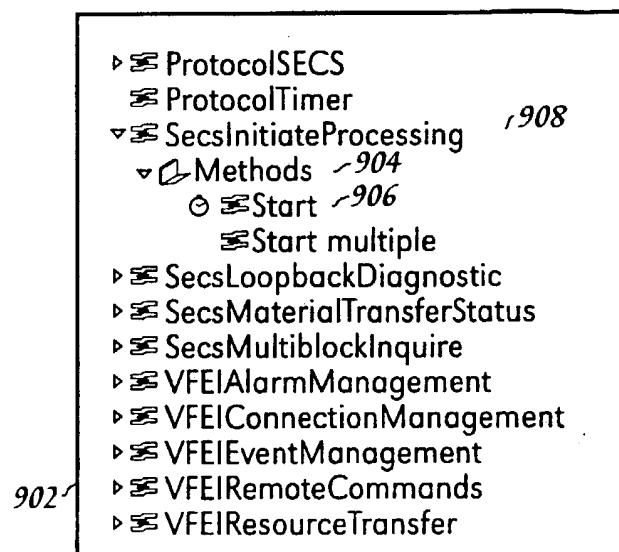 ProtocolSECS
ProtocolTimer
SecsInitiateProcessing 908
Methods 904
Start 906
Start multiple
SecsLoopbackDiagnostic
SecsMaterialTransferStatus
SecsMultiblockInquire
VFEIAlarmManagement
VFEIConnectionManagement
VFEIEventManagement
902 VFEIRemoteCommands
VFEIResourceTransfer